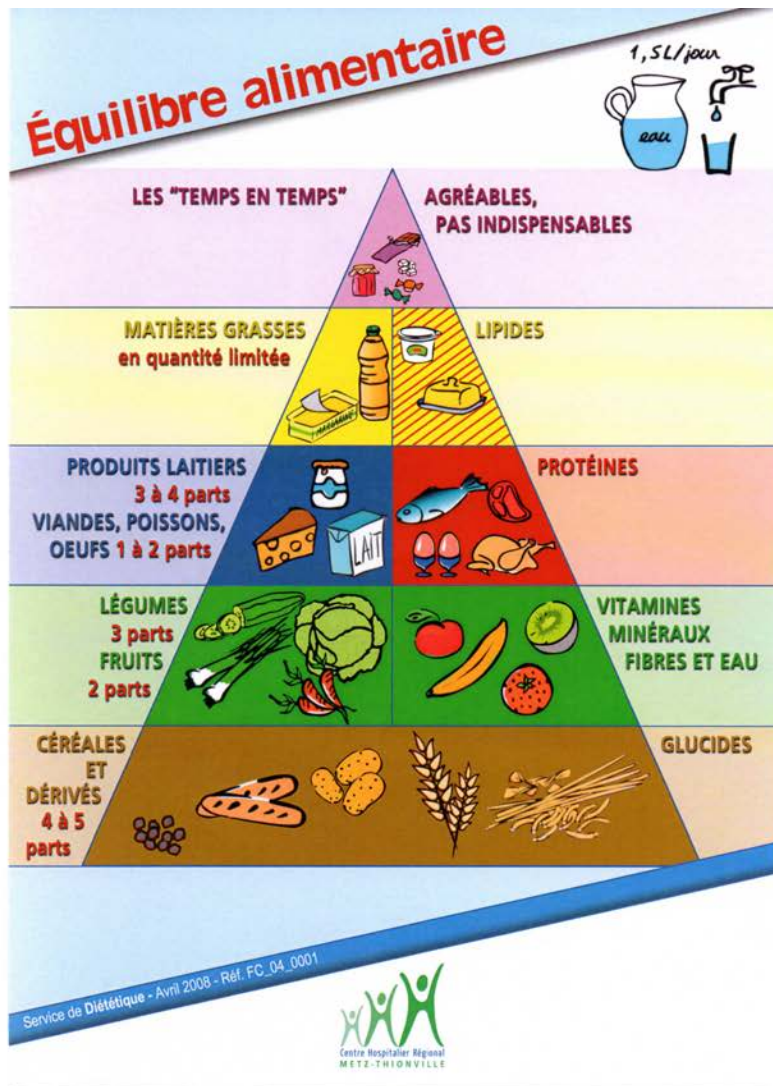 Équilibre alimentaire
1,5L/jour
eau
LES "TEMPS EN TEMPS"
AGRÉABLES,
PAS INDISPENSABLES
MATIÈRES GRASSES
en quantité limitée
LIPIDES
MARGARINE
PRODUITS LAITIERS
3 à 4 parts
VIANDES, POISSONS,
OEUFS 1 à 2 parts
PROTÉINES
LAIT
LÉGUMES
3 parts
FRUITS
2 parts
VITAMINES
MINÉRAUX
FIBRES ET EAU
CÉRÉALES
ET
DÉRIVÉS
4 à 5
parts
GLUCIDES
Service de Diététique - Avril 2008 - Réf. FC_04_0001
Centre Hospitalier Régional
METZ-THIONVILLE